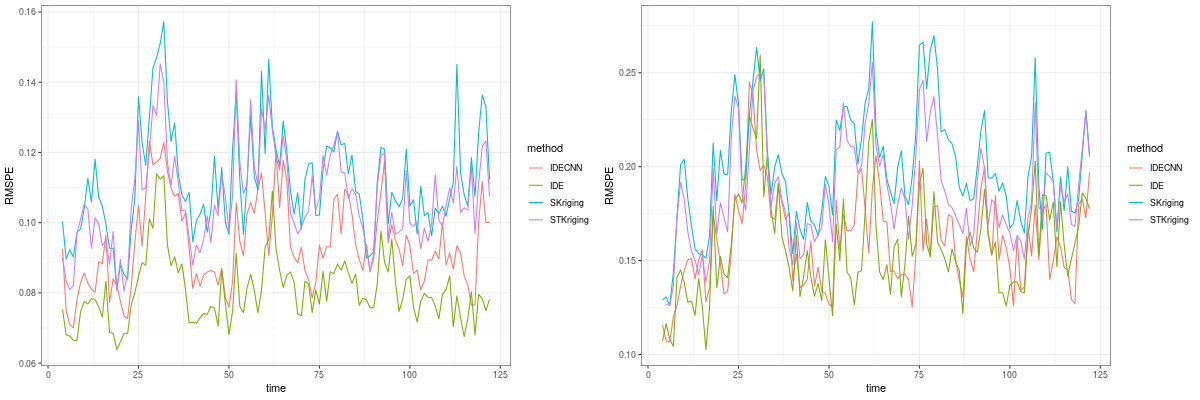 RMSPE
0.16
0.14
0.12
0.10
0.08
0.06
0
25
50
75
100
125
time
method
IDECNN
IDE
SKriging
STKriging
RMSPE
0.25
0.20
0.15
0.10
0
25
50
75
100
125
time
method
IDECNN
IDE
SKriging
STKriging